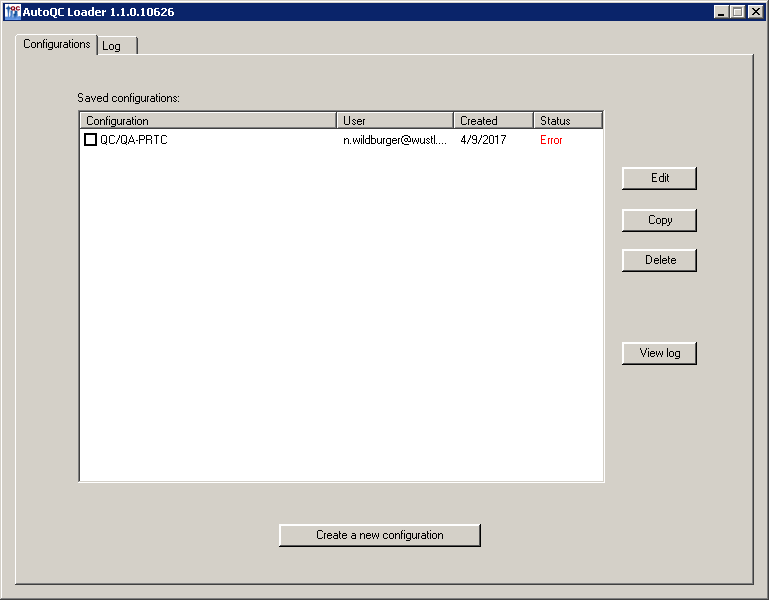 AutoQC Loader 1.1.0.10626
Configurations Log
Saved configurations:
Configuration User Created Status
QC/QA-PRTC n.wildburger@wustl.... 4/9/2017 Error
Edit
Copy
Delete
View log
Create a new configuration